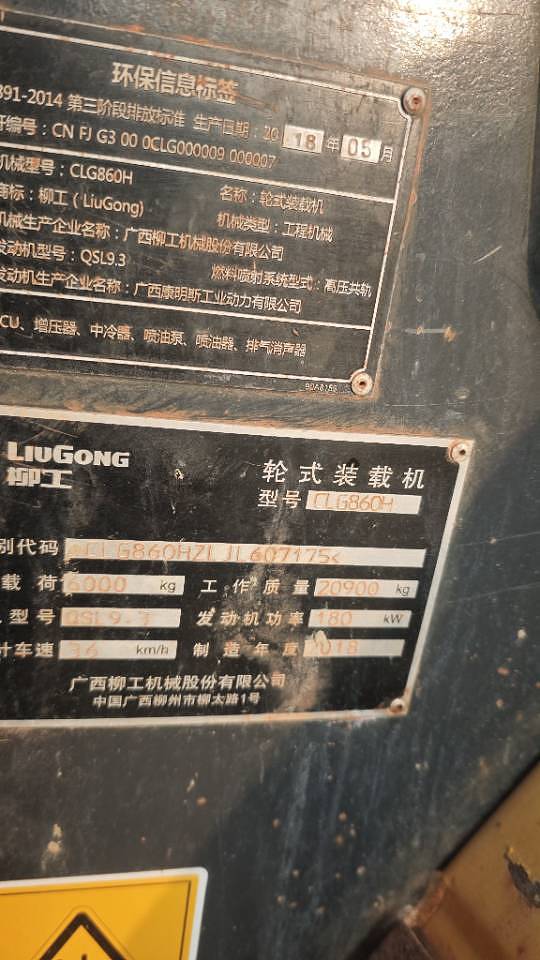 环保信息标签
891-2014 第三阶段排放标准 生产日期：20 18 年 05 月
开编号：CN FJ G3 00 0CLG000009 000007
机械型号：CLG860H 名称：轮式装载机
商标：柳工（LiuGong） 机械类型：工程机械
机械生产企业名称：广西柳工机械股份有限公司
发动机型号：QSL9.3 燃料喷射系统型式：高压共轨
发动机生产企业名称：广西康明斯工业动力有限公司
CU、增压器、中冷器、喷油泵、喷油器、排气消声器
LIUGONG
柳工
轮式装载机
型号 CLG860H
别代码
载荷 6000 kg 工作质量 20900 kg
型号 QSL9.3 发动机功率 180 kW
计车速 36 km/h 制造年度 2018
广西柳工机械股份有限公司
中国广西柳州市柳太路1号